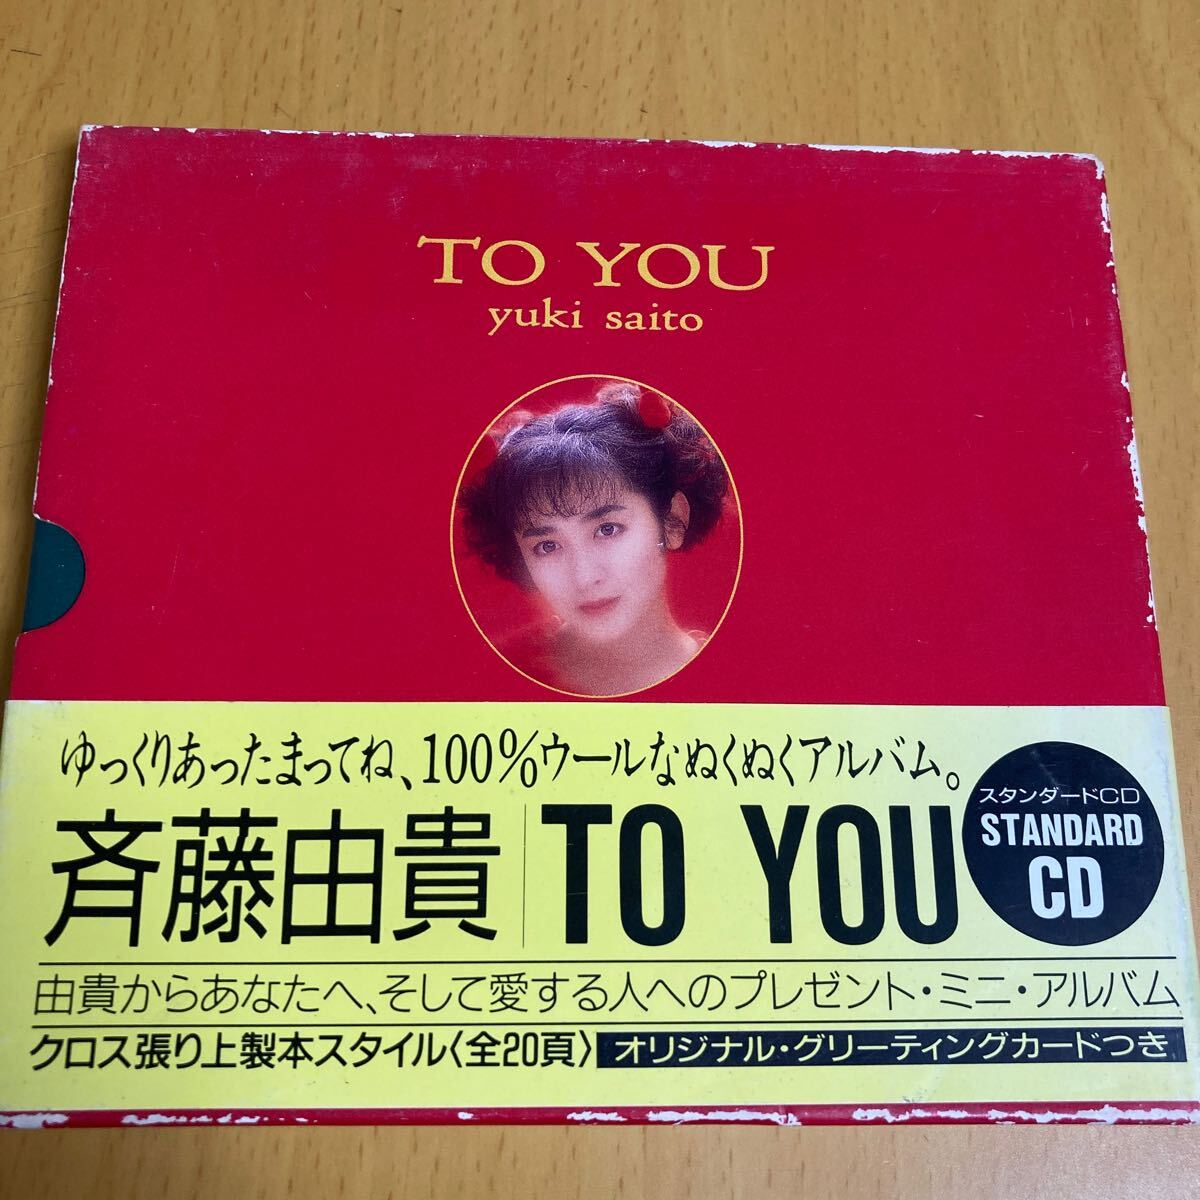 TO YOU
yuki saito
ゆっくりあったまってね、100%ウールなぬくぬくアルバム。
斉藤由貴 TO YOU
スタンダードCD
STANDARD
CD
由貴からあなたへ、そして愛する人へのプレゼント・ミニ・アルバム
クロス張り上製本スタイル〈全20頁〉 オリジナル・グリーティングカードつき